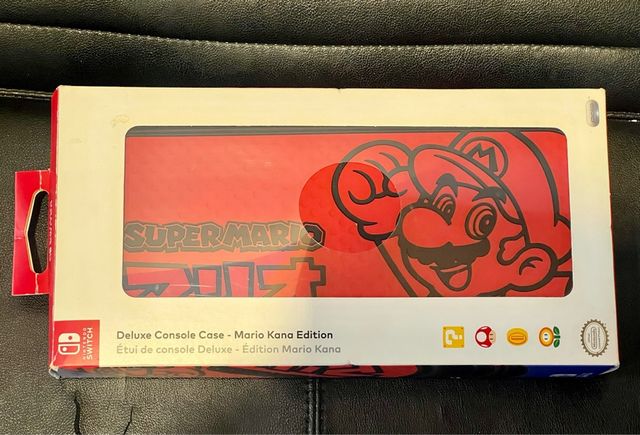 SUPER MARIO
マリオ
NINTENDO
SWITCH
Deluxe Console Case - Mario Kana Edition
Étui de console Deluxe - Édition Mario Kana